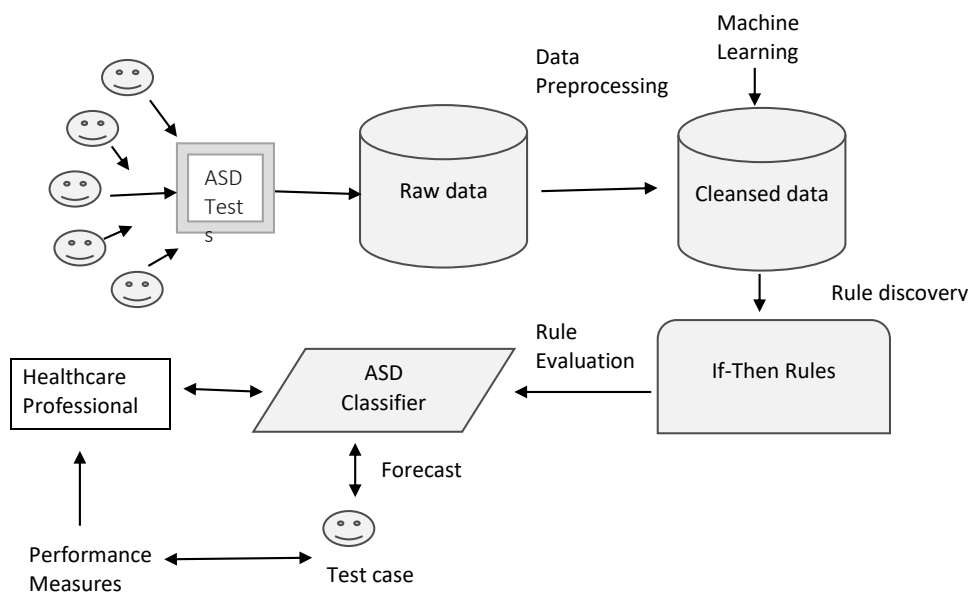 Machine
Learning
Data
Preprocessing
ASD
Test
s
Raw data
Cleansed data
Rule discovery
Rule
Evaluation
If-Then Rules
ASD
Classifier
Healthcare
Professional
Forecast
Performance
Measures
Test case